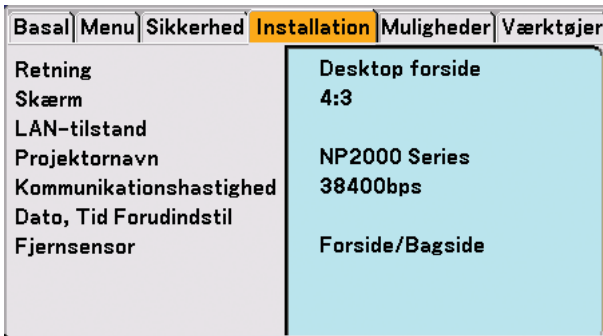 Basal Menu Sikkerhed Installation Muligheder Værktøjer
Retning Desktop forside
Skærm 4:3
LAN-tilstand
Projektornavn NP2000 Series
Kommunikationshastighed 38400bps
Dato, Tid Forudindstil
Fjernsensor Forside/Bagside